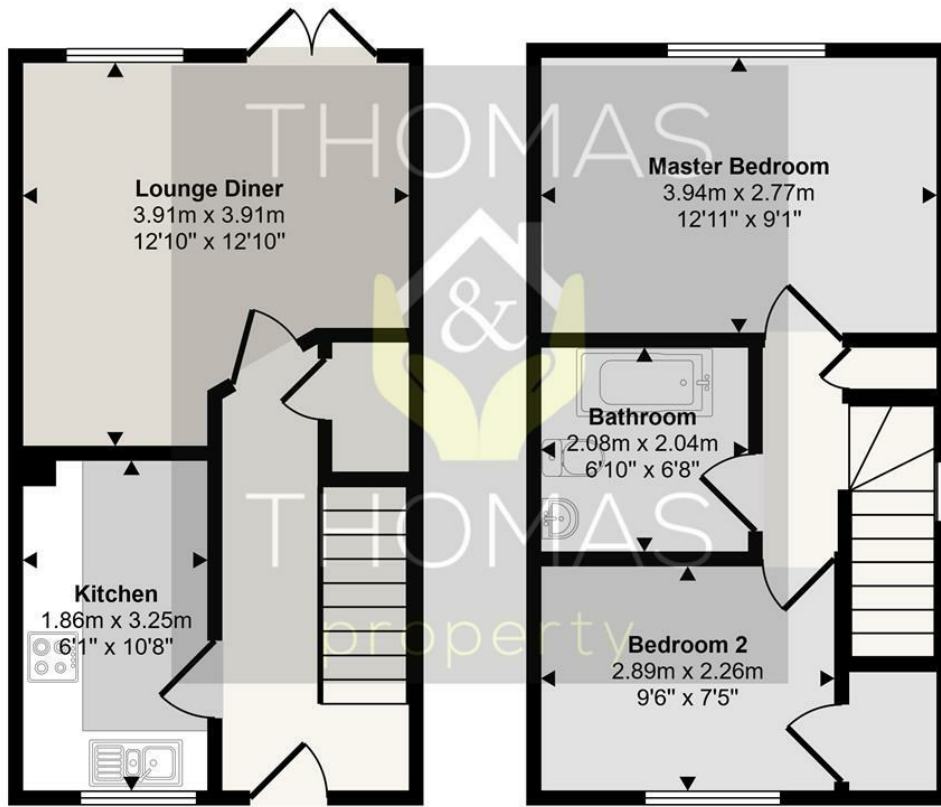 THOMAS
&
THOMAS
property
Lounge Diner
3.91m x 3.91m
12'10" x 12'10"
Kitchen
1.86m x 3.25m
6'1" x 10'8"
Master Bedroom
3.94m x 2.77m
12'11" x 9'1"
Bathroom
2.08m x 2.04m
6'10" x 6'8"
Bedroom 2
2.89m x 2.26m
9'6" x 7'5"